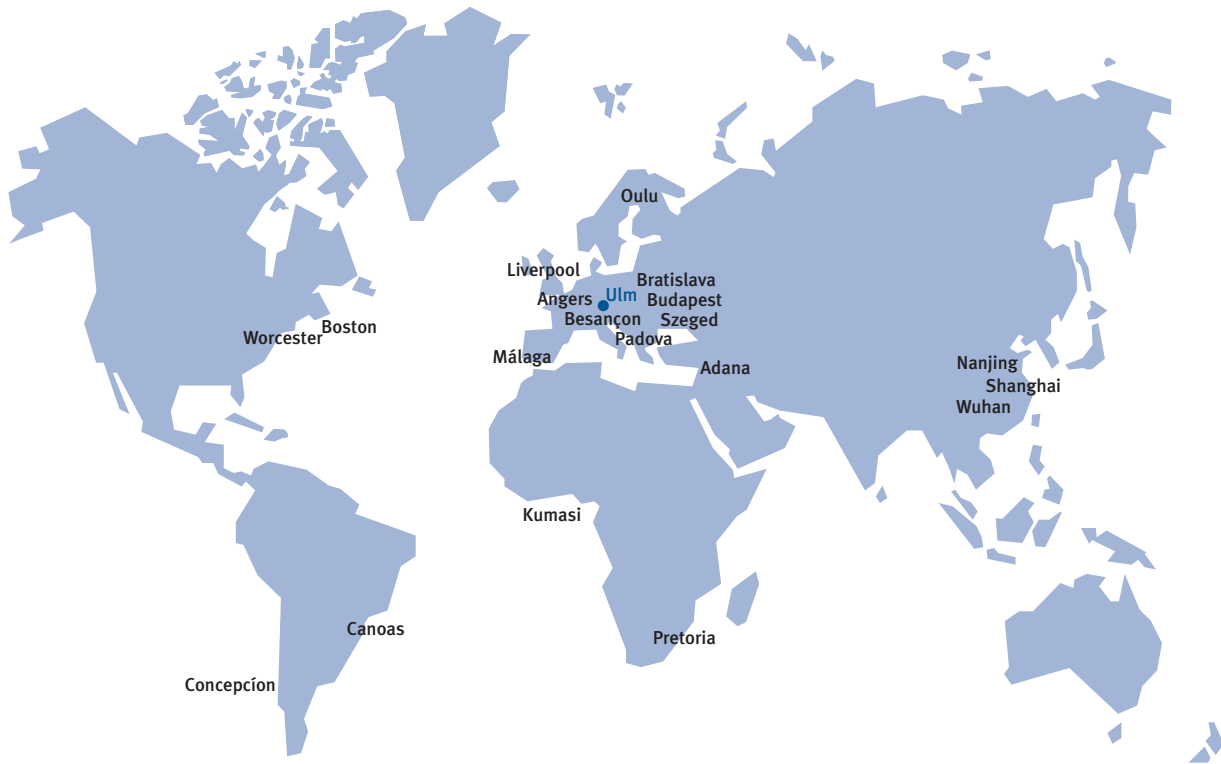 Oulu
Liverpool
Bratislava
Angers
Ulm
Budapest
Besançon
Szeged
Worcester
Boston
Padova
Málaga
Adana
Nanjing
Shanghai
Wuhan
Kumasi
Canoas
Pretoria
Concepcíon